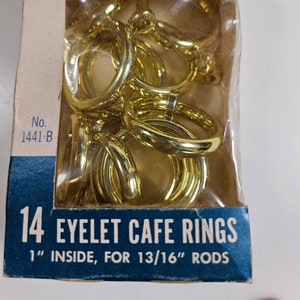 No.
1441-B
14 EYELET CAFE RINGS
1" INSIDE, FOR 13/16" RODS